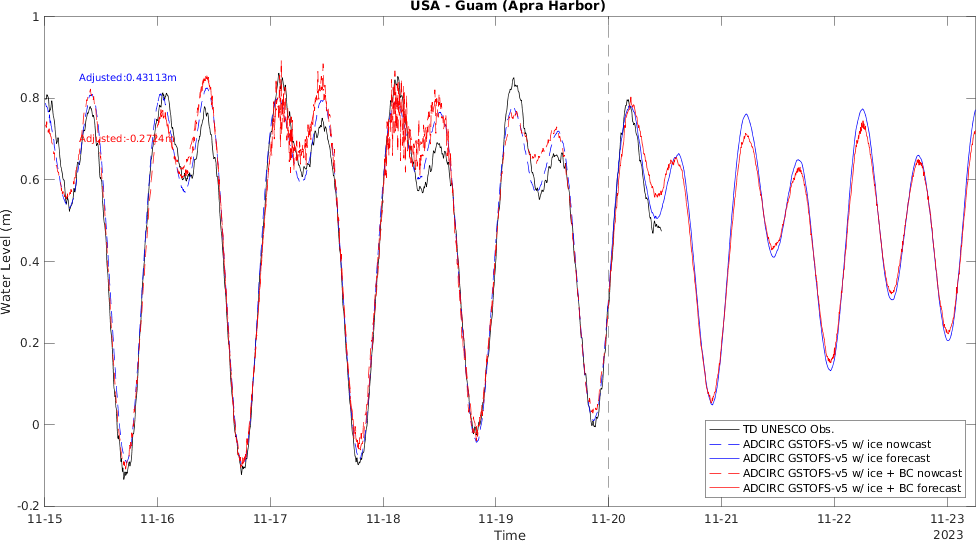 USA - Guam (Apra Harbor)
1
0.8
0.6
0.4
0.2
0
-0.2
Water Level (m)
Adjusted:0.43113m
Adjusted:-0.2724m
TD UNESCO Obs.
ADCIRC GSTOFS-v5 w/ ice nowcast
ADCIRC GSTOFS-v5 w/ ice forecast
ADCIRC GSTOFS-v5 w/ ice + BC nowcast
ADCIRC GSTOFS-v5 w/ ice + BC forecast
11-15 11-16 11-17 11-18 11-19 11-20 11-21 11-22 11-23
Time
2023